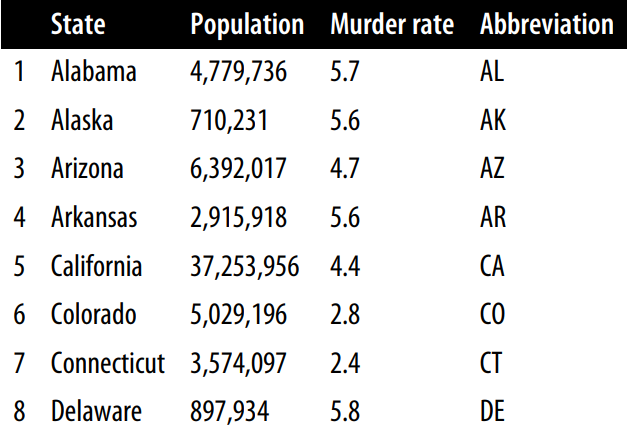 State Population Murder rate Abbreviation
1 Alabama 4,779,736 5.7 AL
2 Alaska 710,231 5.6 AK
3 Arizona 6,392,017 4.7 AZ
4 Arkansas 2,915,918 5.6 AR
5 California 37,253,956 4.4 CA
6 Colorado 5,029,196 2.8 CO
7 Connecticut 3,574,097 2.4 CT
8 Delaware 897,934 5.8 DE